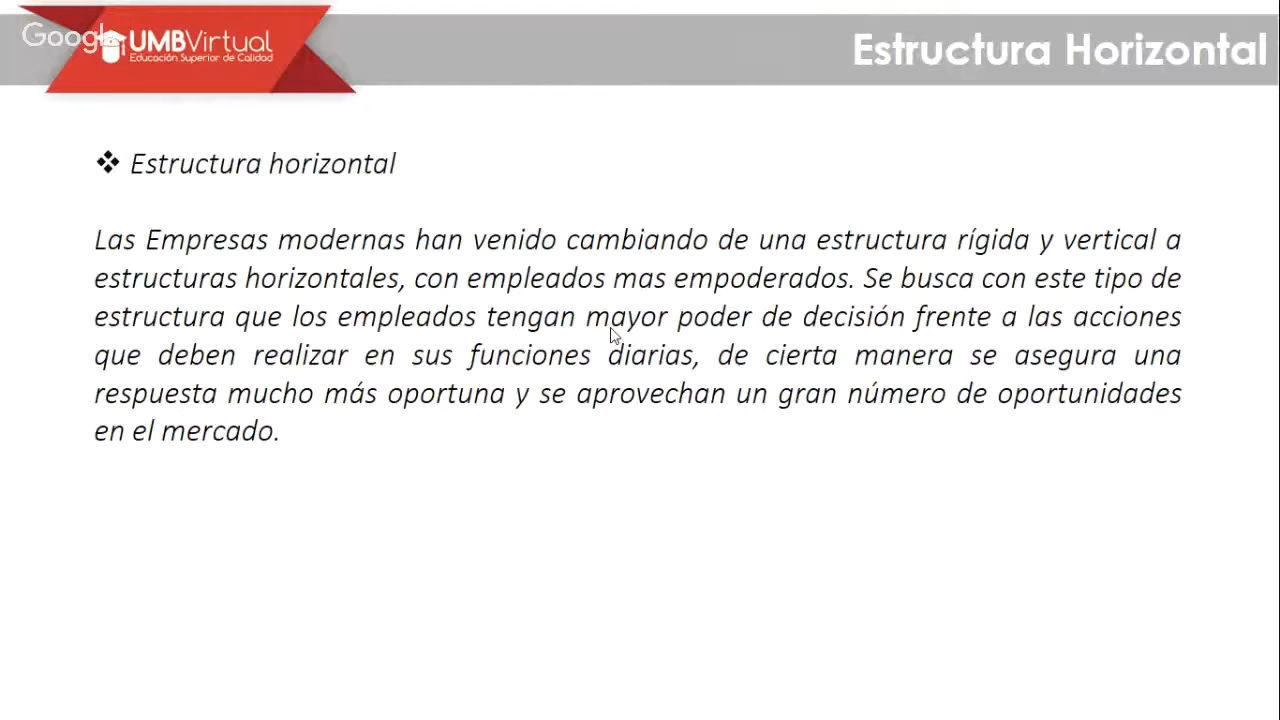 Google
UMBVirtual
Educación Superior de Calidad
Estructura Horizontal
Estructura horizontal
Las Empresas modernas han venido cambiando de una estructura rígida y vertical a
estructuras horizontales, con empleados mas empoderados. Se busca con este tipo de
estructura que los empleados tengan mayor poder de decisión frente a las acciones
que deben realizar en sus funciones diarias, de cierta manera se asegura una
respuesta mucho más oportuna y se aprovechan un gran número de oportunidades
en el mercado.